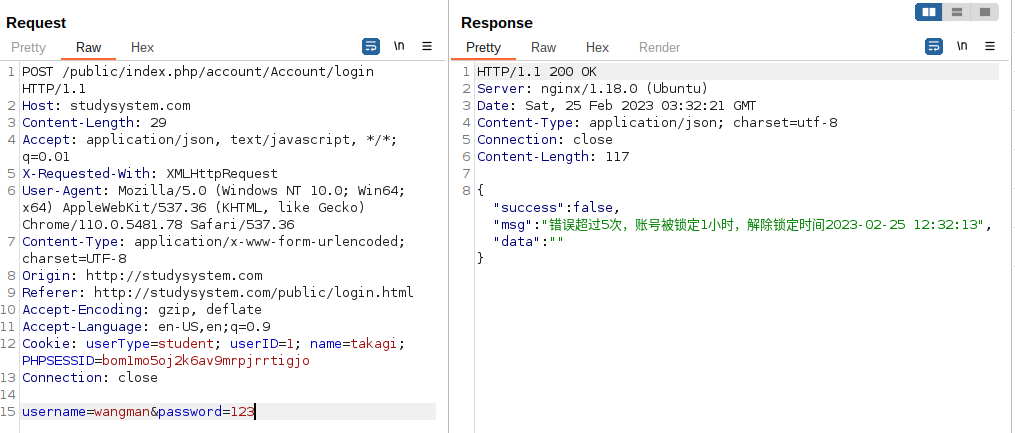 Request
Pretty Raw Hex
\n
1 POST /public/index.php/account/Account/login
HTTP/1.1
2 Host: studysystem.com
3 Content-Length: 29
4 Accept: application/json, text/javascript, */*;
q=0.01
5 X-Requested-With: XMLHttpRequest
6 User-Agent: Mozilla/5.0 (Windows NT 10.0; Win64;
x64) AppleWebKit/537.36 (KHTML, like Gecko)
Chrome/110.0.5481.78 Safari/537.36
7 Content-Type: application/x-www-form-urlencoded;
charset=UTF-8
8 Origin: http://studysystem.com
9 Referer: http://studysystem.com/public/login.html
10 Accept-Encoding: gzip, deflate
11 Accept-Language: en-US,en;q=0.9
12 Cookie: userType=student; userID=1; name=takagi;
PHPSESSID=bom1mo5oj2k6av9mrpjrrtigjo
13 Connection: close
14
15 username=wangman&password=123
Response
Pretty Raw Hex Render
\n
1 HTTP/1.1 200 OK
2 Server: nginx/1.18.0 (Ubuntu)
3 Date: Sat, 25 Feb 2023 03:32:21 GMT
4 Content-Type: application/json; charset=utf-8
5 Connection: close
6 Content-Length: 117
7
8 {
"success":false,
"msg":"错误超过5次，账号被锁定1小时，解除锁定时间2023-02-25 12:32:13",
"data":""
}